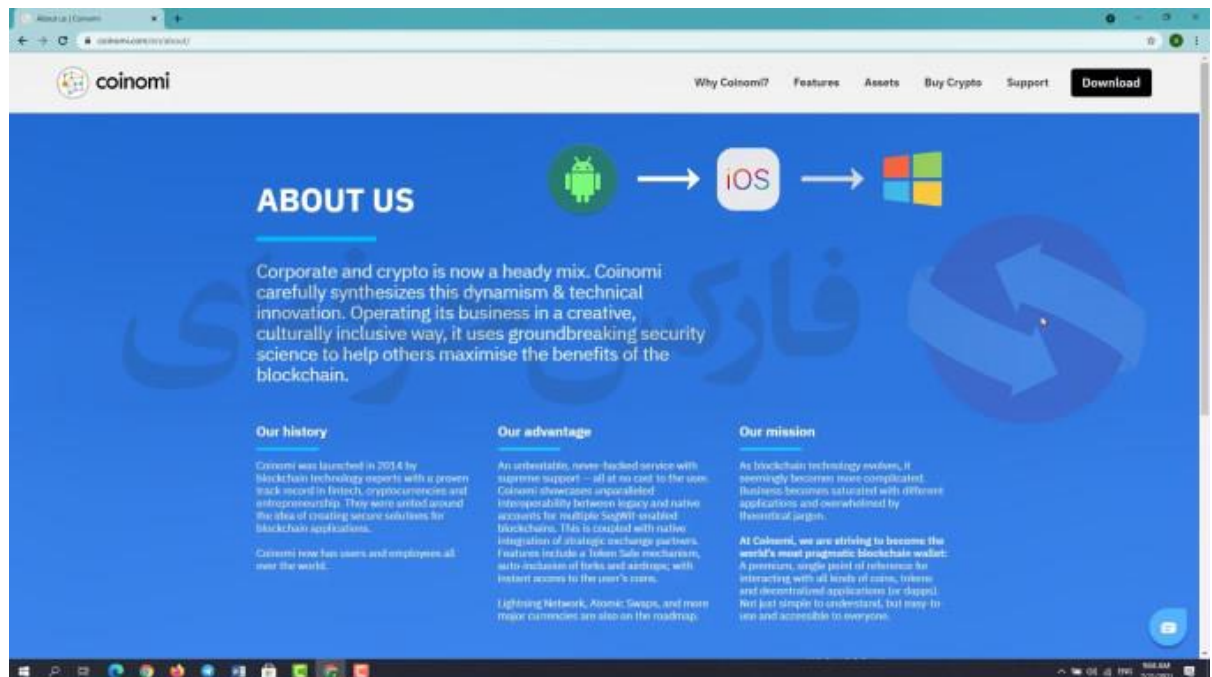 About us | Coinomi
coinomi.com/en/about/
coinomi
Why Coinomi?
Features
Assets
Buy Crypto
Support
Download
iOS
ABOUT US
فارکس حرفه ای
Corporate and crypto is now a heady mix. Coinomi
carefully synthesizes this dynamism & technical
innovation. Operating its business in a creative,
culturally inclusive way, it uses groundbreaking security
science to help others maximise the benefits of the
blockchain.
Our history
Coinomi was launched in 2014 by
blockchain technology experts with a proven
track record in fintech, cryptocurrencies and
entrepreneurship. They were united around
the idea of creating secure solutions for
blockchain applications.
Coinomi now has users and employees all
over the world.
Our advantage
An unbeatable, never-hacked service with
supreme support – all at no cost to the user.
Coinomi showcases unparalleled
interoperability between legacy and native
accounts for multiple SegWit-enabled
blockchains. This is coupled with native
integration of strategic exchange partners.
Features include a Token Sale mechanism,
auto-inclusion of forks and airdrops; with
instant access to the user's coins.
Lightning Network, Atomic Swaps, and more
major currencies are also on the roadmap.
Our mission
As blockchain technology evolves, it
seemingly becomes more complicated.
Business becomes saturated with different
applications and overwhelmed by
theoretical jargon.
At Coinomi, we are striving to become the
world's most pragmatic blockchain wallet:
A premium, single point of reference for
interacting with all kinds of coins, tokens
and decentralized applications (or dapps).
Not just simple to understand, but easy-to-
use and accessible to everyone.
ENG